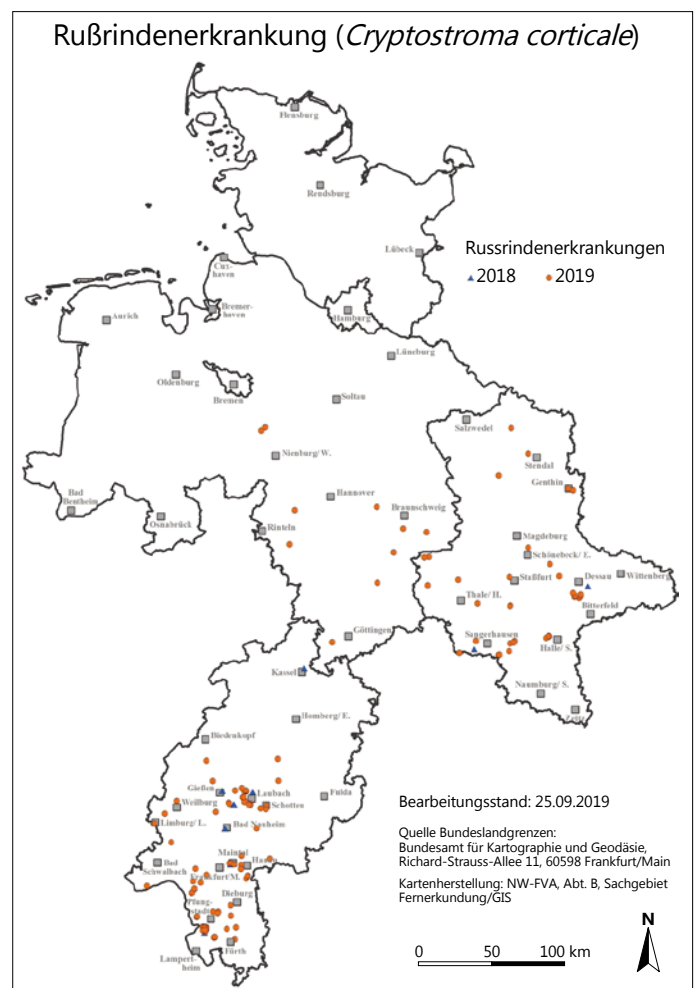 Rußrindenerkrankung (Cryptostroma corticale)
Flensburg
Rendsburg
Lübeck
Russrindenerkrankungen
2018 2019
Cux-
haven
Bremer-
haven
Hamburg
Aurich
Lüneburg
Oldenburg
Bremen
Soltau
Salzwedel
Nienburg/ W.
Stendal
Genthin
Bad
Bentheim
Osnabrück
Hannover
Braunschweig
Rinteln
Magdeburg
Schönebeck/ E.
Staßfurt
Dessau
Wittenberg
Thale/ H.
Bitterfeld
Göttingen
Sangerhausen
Halle/ S.
Kassel
Naumburg/ S.
Zeitz
Homberg/ E.
Biedenkopf
Gießen
Laubach
Fulda
Weilburg
Schotten
Limburg/ L.
Bad Nauheim
Bad
Schwalbach
Maintal
Hanau
Frankfurt/M.
Dieburg
Pfung-
stadt
Fürth
Lampert-
heim
Bearbeitungsstand: 25.09.2019
Quelle Bundeslandgrenzen:
Bundesamt für Kartographie und Geodäsie,
Richard-Strauss-Allee 11, 60598 Frankfurt/Main
Kartenherstellung: NW-FVA, Abt. B, Sachgebiet
Fernerkundung/GIS
N
0 50 100 km